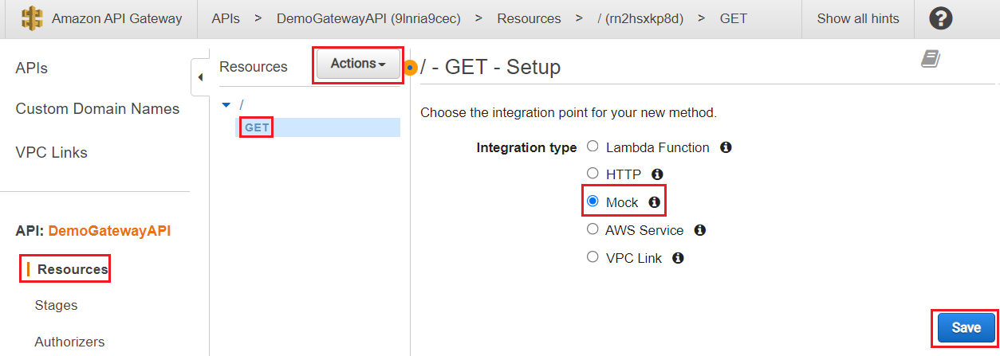 Amazon API Gateway APIs > DemoGatewayAPI (9lnria9cec) > Resources > / (rn2hsxkp8d) > GET Show all hints ?
APIs
Custom Domain Names
VPC Links
API: DemoGatewayAPI
Resources
Stages
Authorizers
Resources Actions
/
GET
/ - GET - Setup
Choose the integration point for your new method.
Integration type Lambda Function
HTTP
Mock
AWS Service
VPC Link
Save